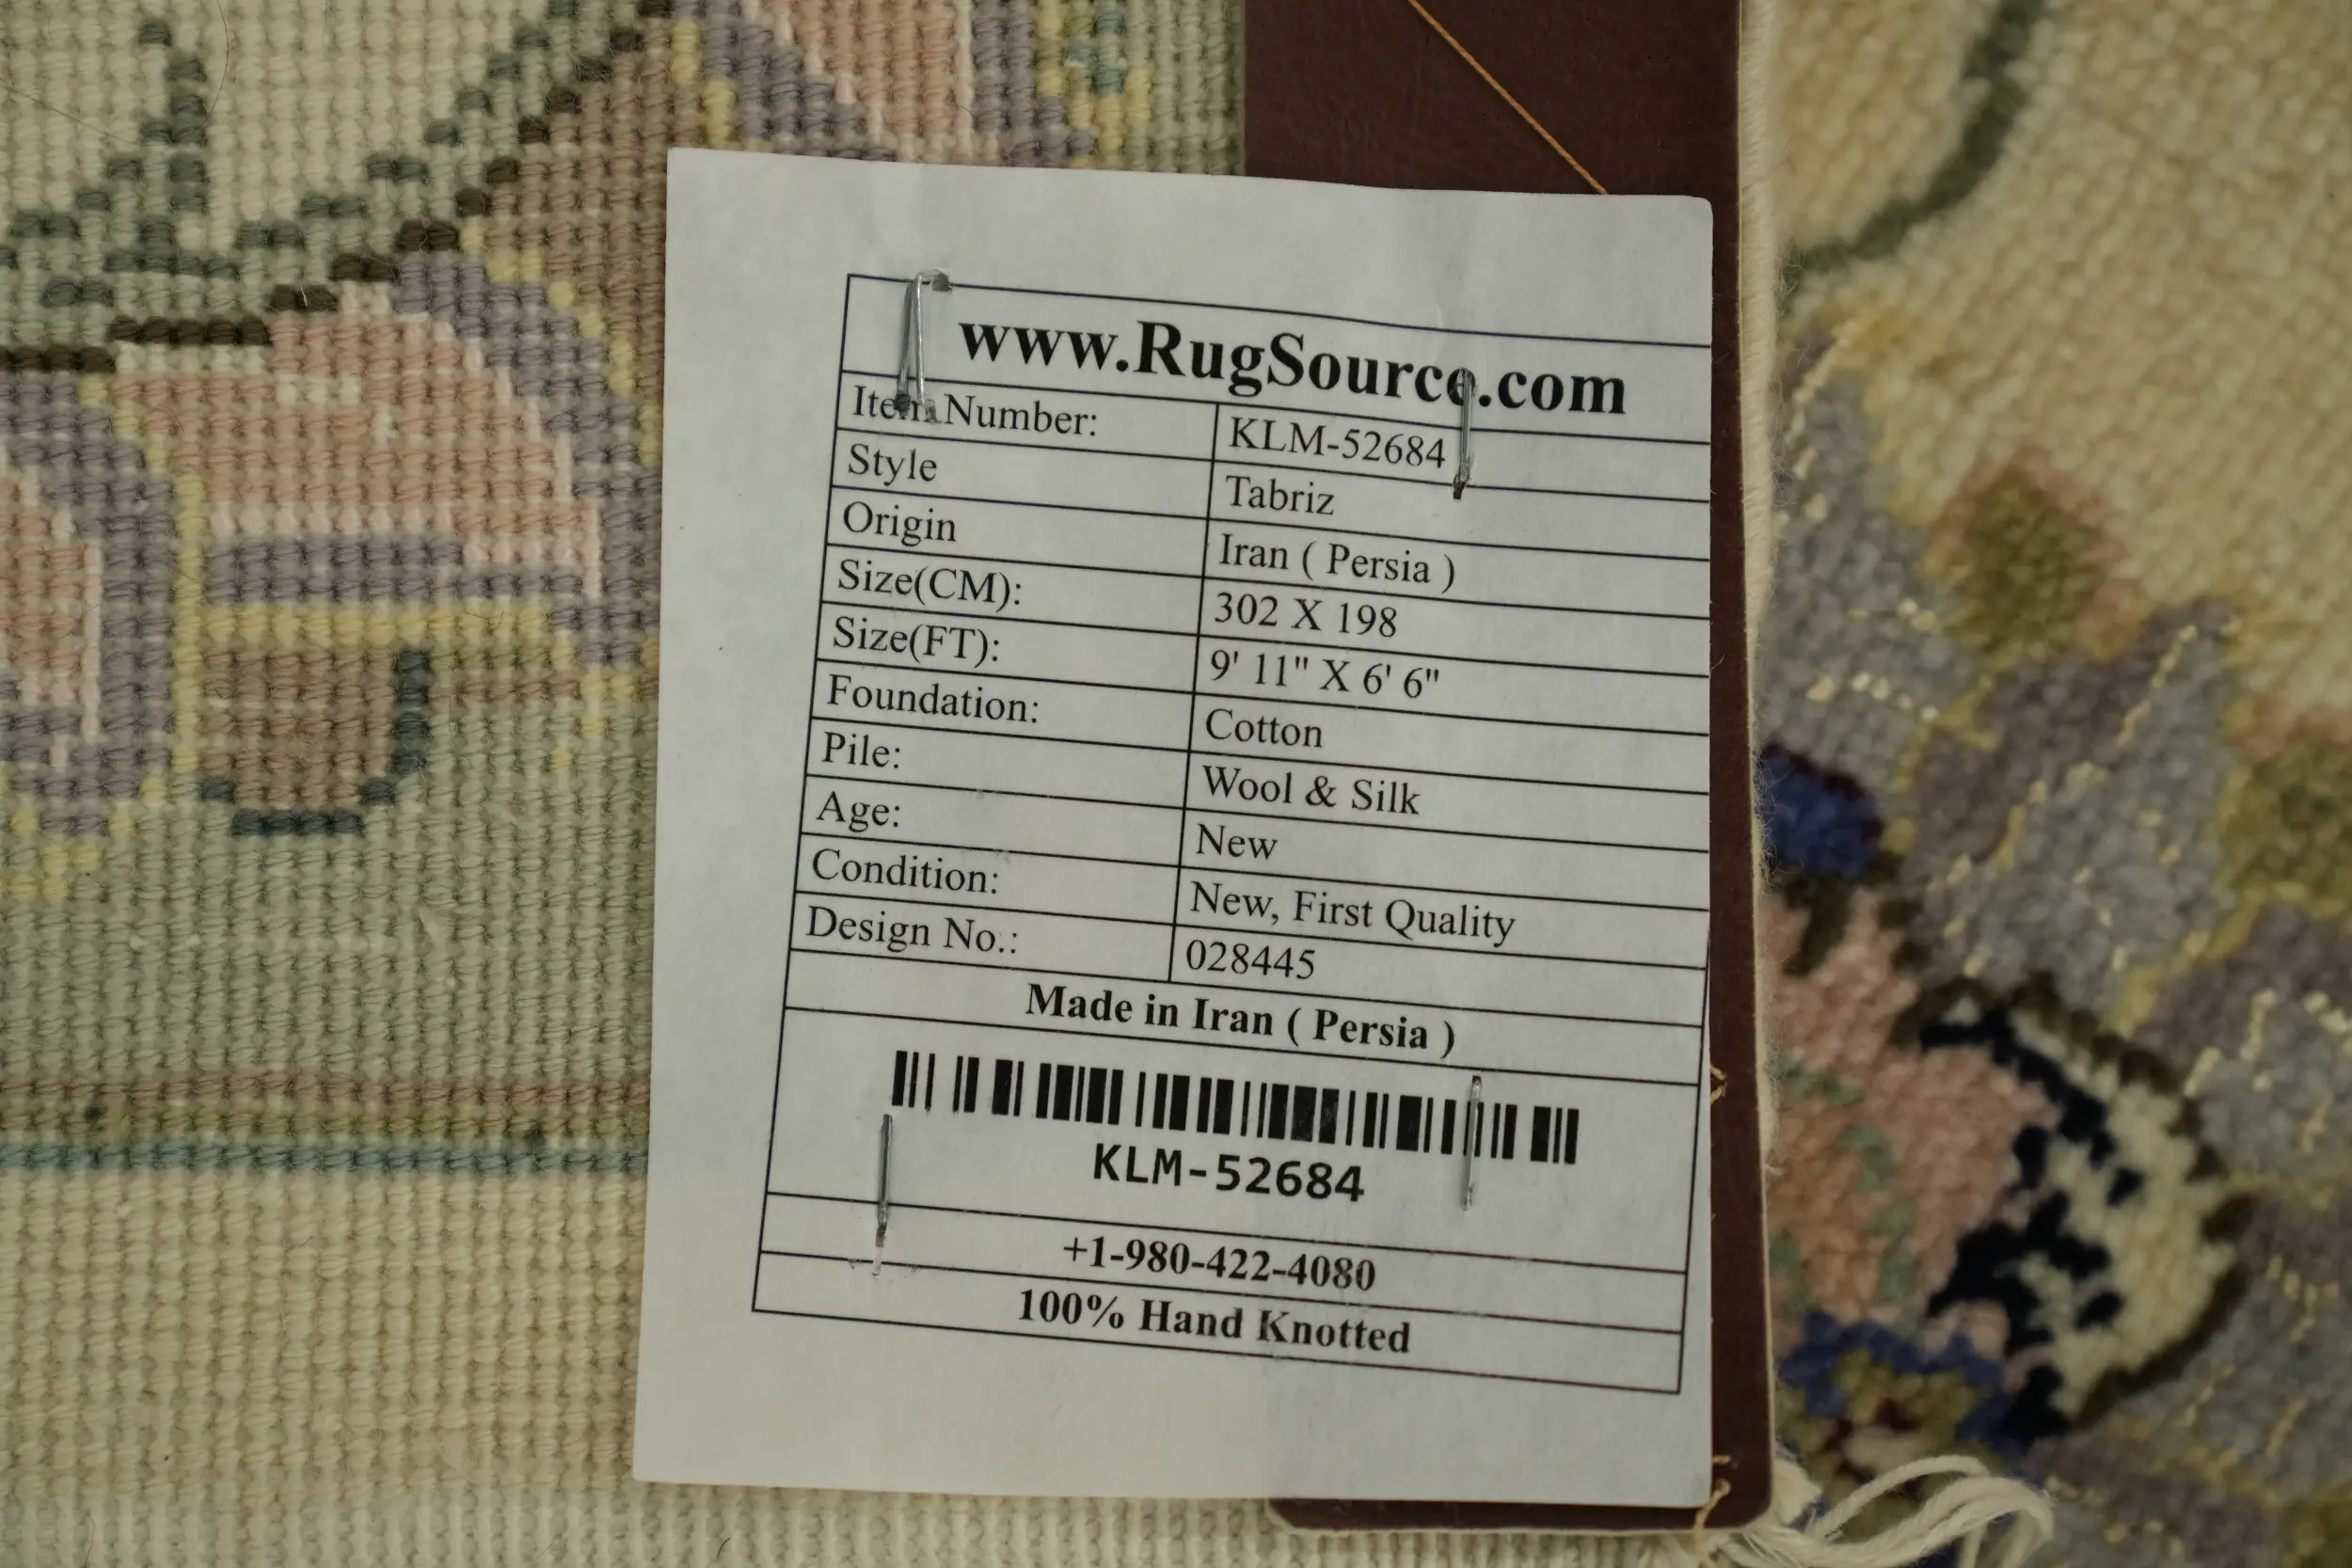 www.RugSource.com
Item Number: KLM-52684
Style Tabriz
Origin Iran ( Persia )
Size(CM): 302 X 198
Size(FT): 9' 11" X 6' 6"
Foundation: Cotton
Pile: Wool & Silk
Age: New
Condition: New, First Quality
Design No.: 028445
Made in Iran ( Persia )
KLM-52684
+1-980-422-4080
100% Hand Knotted